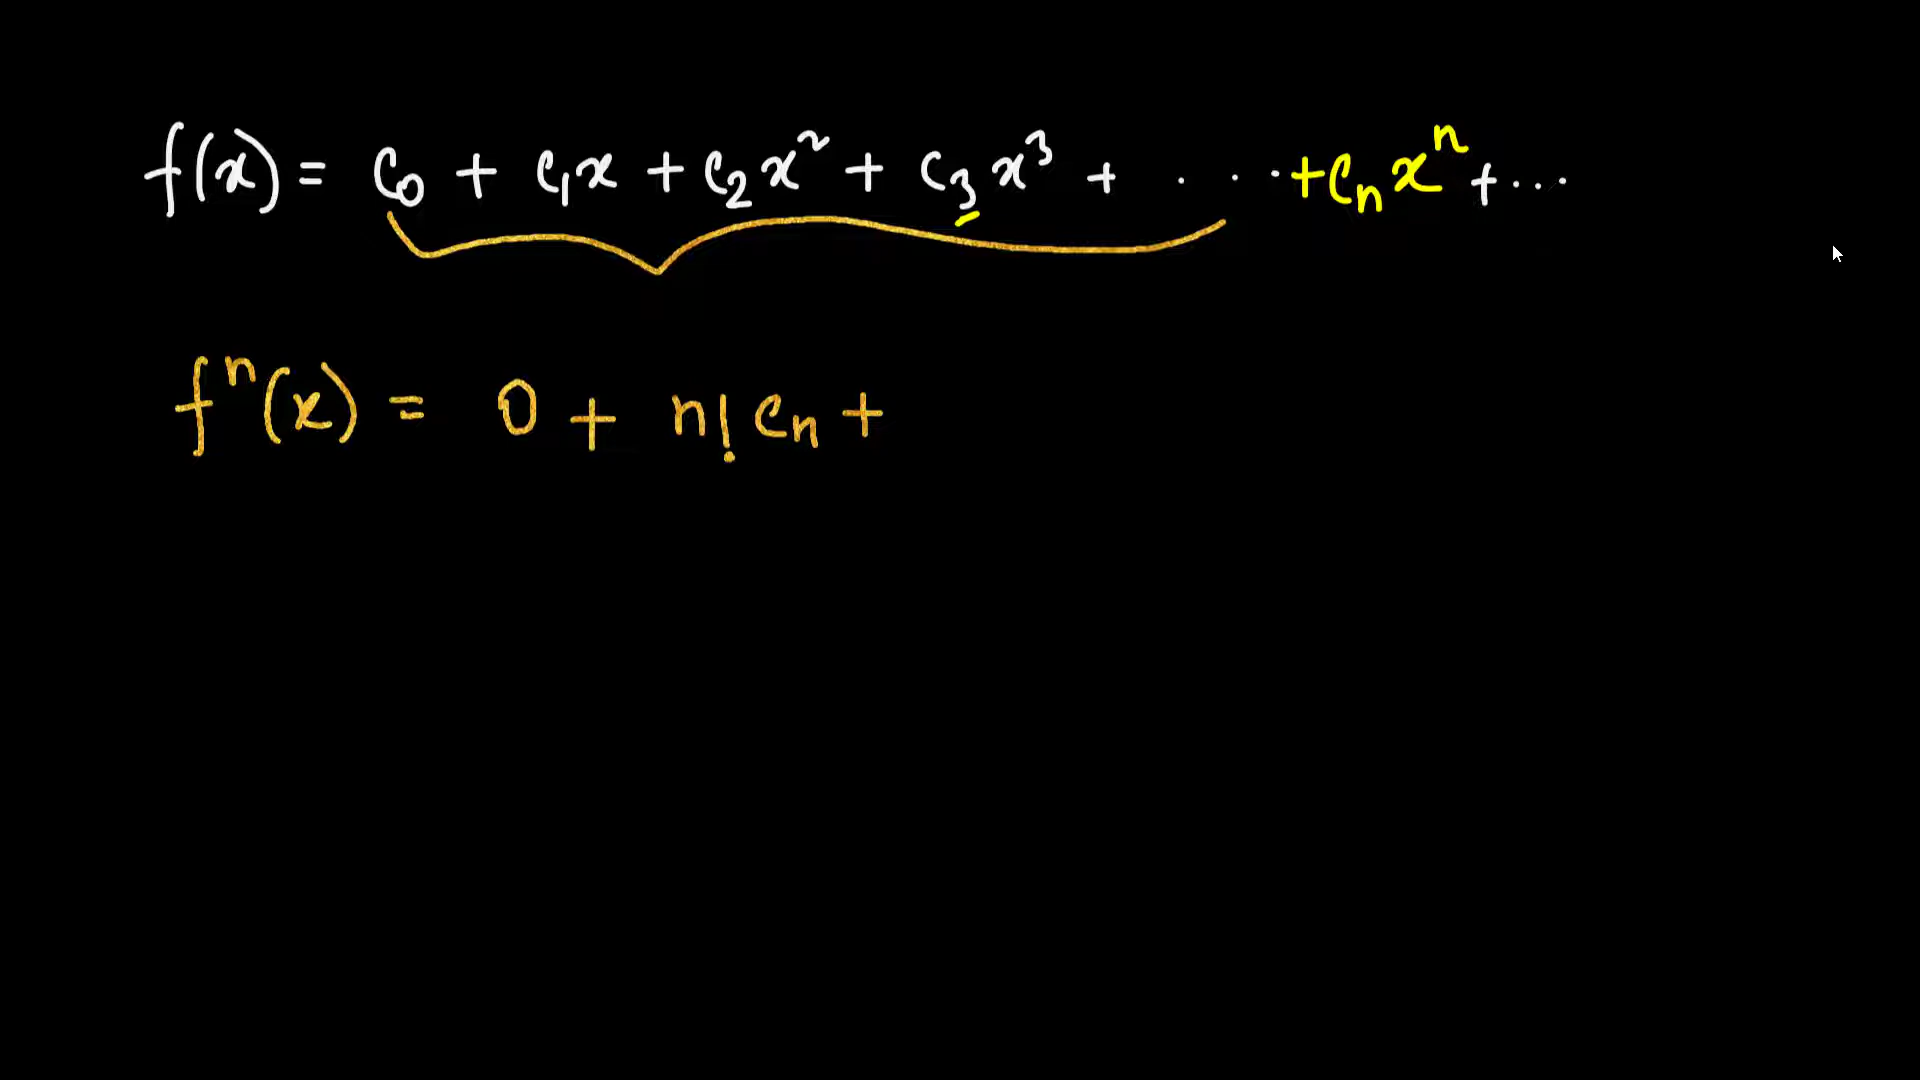 f(x) = c₀ + c₁x + c₂x² + c₃x³ + . . . + cₙxⁿ + ...
fⁿ(x) = 0 + n! cₙ +